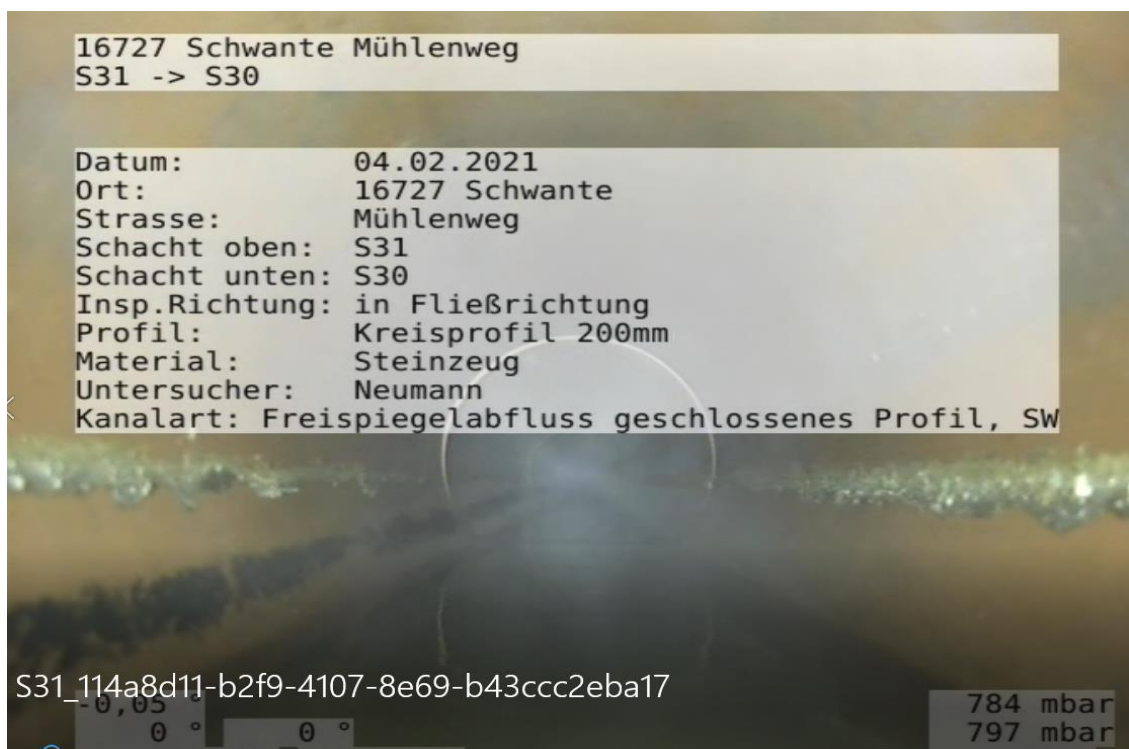 16727 Schwante Mühlenweg
S31 -> S30
Datum: 04.02.2021
Ort: 16727 Schwante
Strasse: Mühlenweg
Schacht oben: S31
Schacht unten: S30
Insp.Richtung: in Fließrichtung
Profil: Kreisprofil 200mm
Material: Steinzeug
Untersucher: Neumann
Kanalart: Freispiegelabfluss geschlossenes Profil, SW
S31_114a8d11-b2f9-4107-8e69-b43ccc2eba17
-0,05 ° 784 mbar
0 ° 0 ° 797 mbar